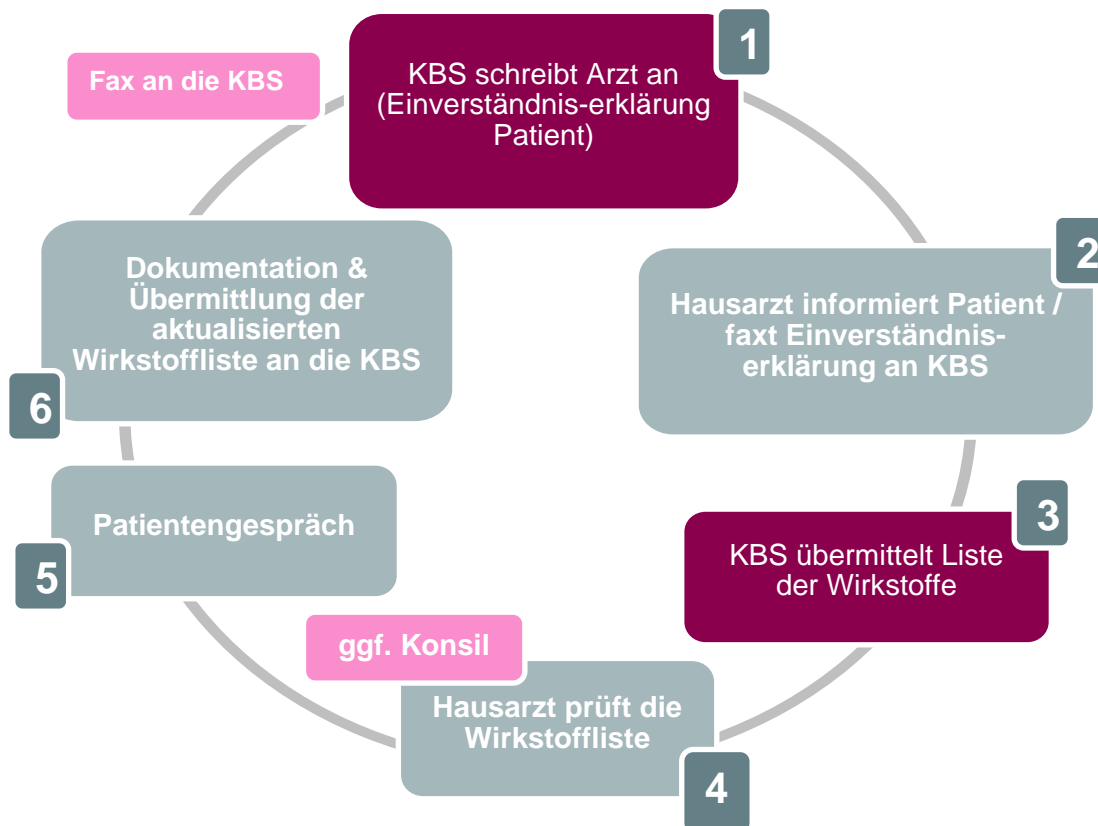 1
KBS schreibt Arzt an
(Einverständnis-erklärung
Patient)
Fax an die KBS
2
Hausarzt informiert Patient /
faxt Einverständnis-
erklärung an KBS
3
KBS übermittelt Liste
der Wirkstoffe
4
Hausarzt prüft die
Wirkstoffliste
ggf. Konsil
5
Patientengespräch
6
Dokumentation &
Übermittlung der
aktualisierten
Wirkstoffliste an die KBS